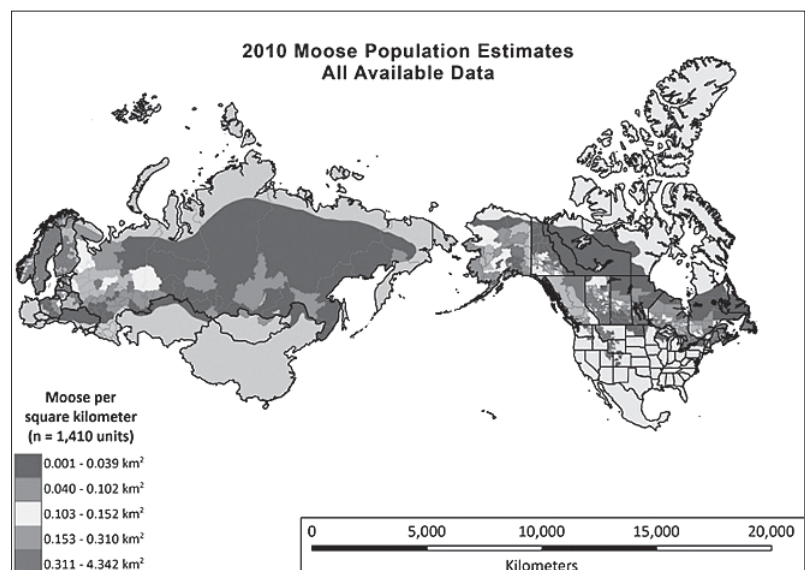 2010 Moose Population Estimates
All Available Data
Moose per
square kilometer
(n = 1,410 units)
0.001 - 0.039 km²
0.040 - 0.102 km²
0.103 - 0.152 km²
0.153 - 0.310 km²
0.311 - 4.342 km²
0 5,000 10,000 15,000 20,000
Kilometers